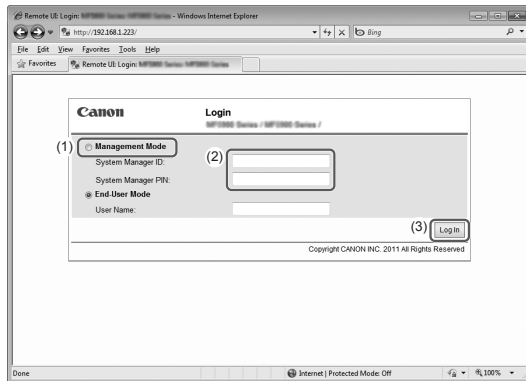 Remote UI: Login: - Windows Internet Explorer
http://192.168.1.223/
Bing
File Edit View Favorites Tools Help
Favorites
Remote UI: Login:
Canon
Login
(1)
Management Mode
(2)
System Manager ID:
System Manager PIN:
End-User Mode
User Name:
(3)
Log In
Copyright CANON INC. 2011 All Rights Reserved
Done
Internet | Protected Mode: Off
100%